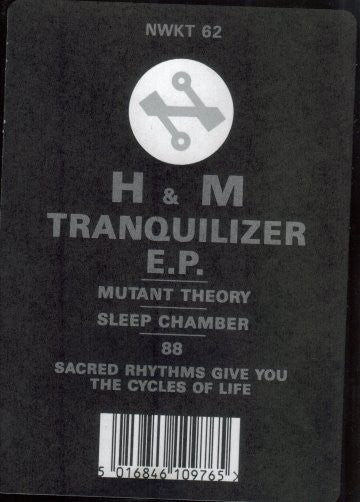 NWKT 62
H & M
TRANQUILIZER
E.P.
MUTANT THEORY
SLEEP CHAMBER
88
SACRED RHYTHMS GIVE YOU
THE CYCLES OF LIFE
5 016846 109765 X